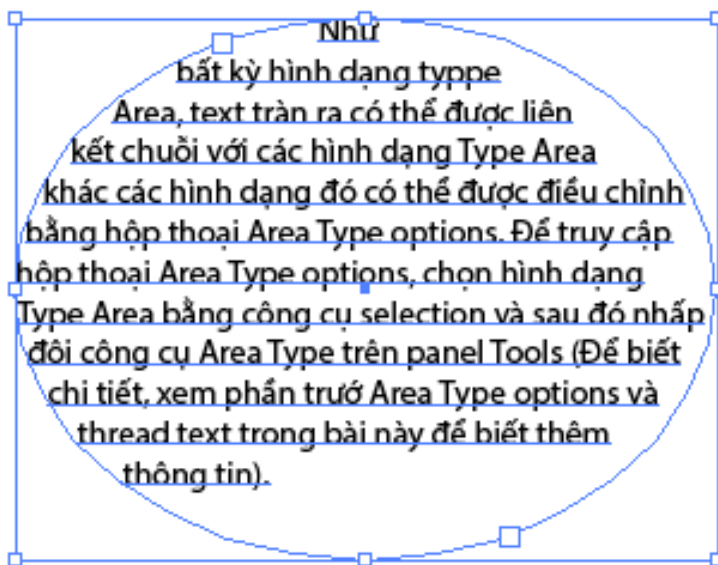 Như
bất kỳ hình dạng typpe
Area, text tràn ra có thể được liên
kết chuỗi với các hình dạng Type Area
khác các hình dạng đó có thể được điều chỉnh
bằng hộp thoại Area Type options. Để truy cập
hộp thoại Area Type options, chọn hình dạng
Type Area bằng công cụ selection và sau đó nhấp
đôi công cụ Area Type trên panel Tools (Để biết
chi tiết, xem phần trướ Area Type options và
thread text trong bài này để biết thêm
thông tin).